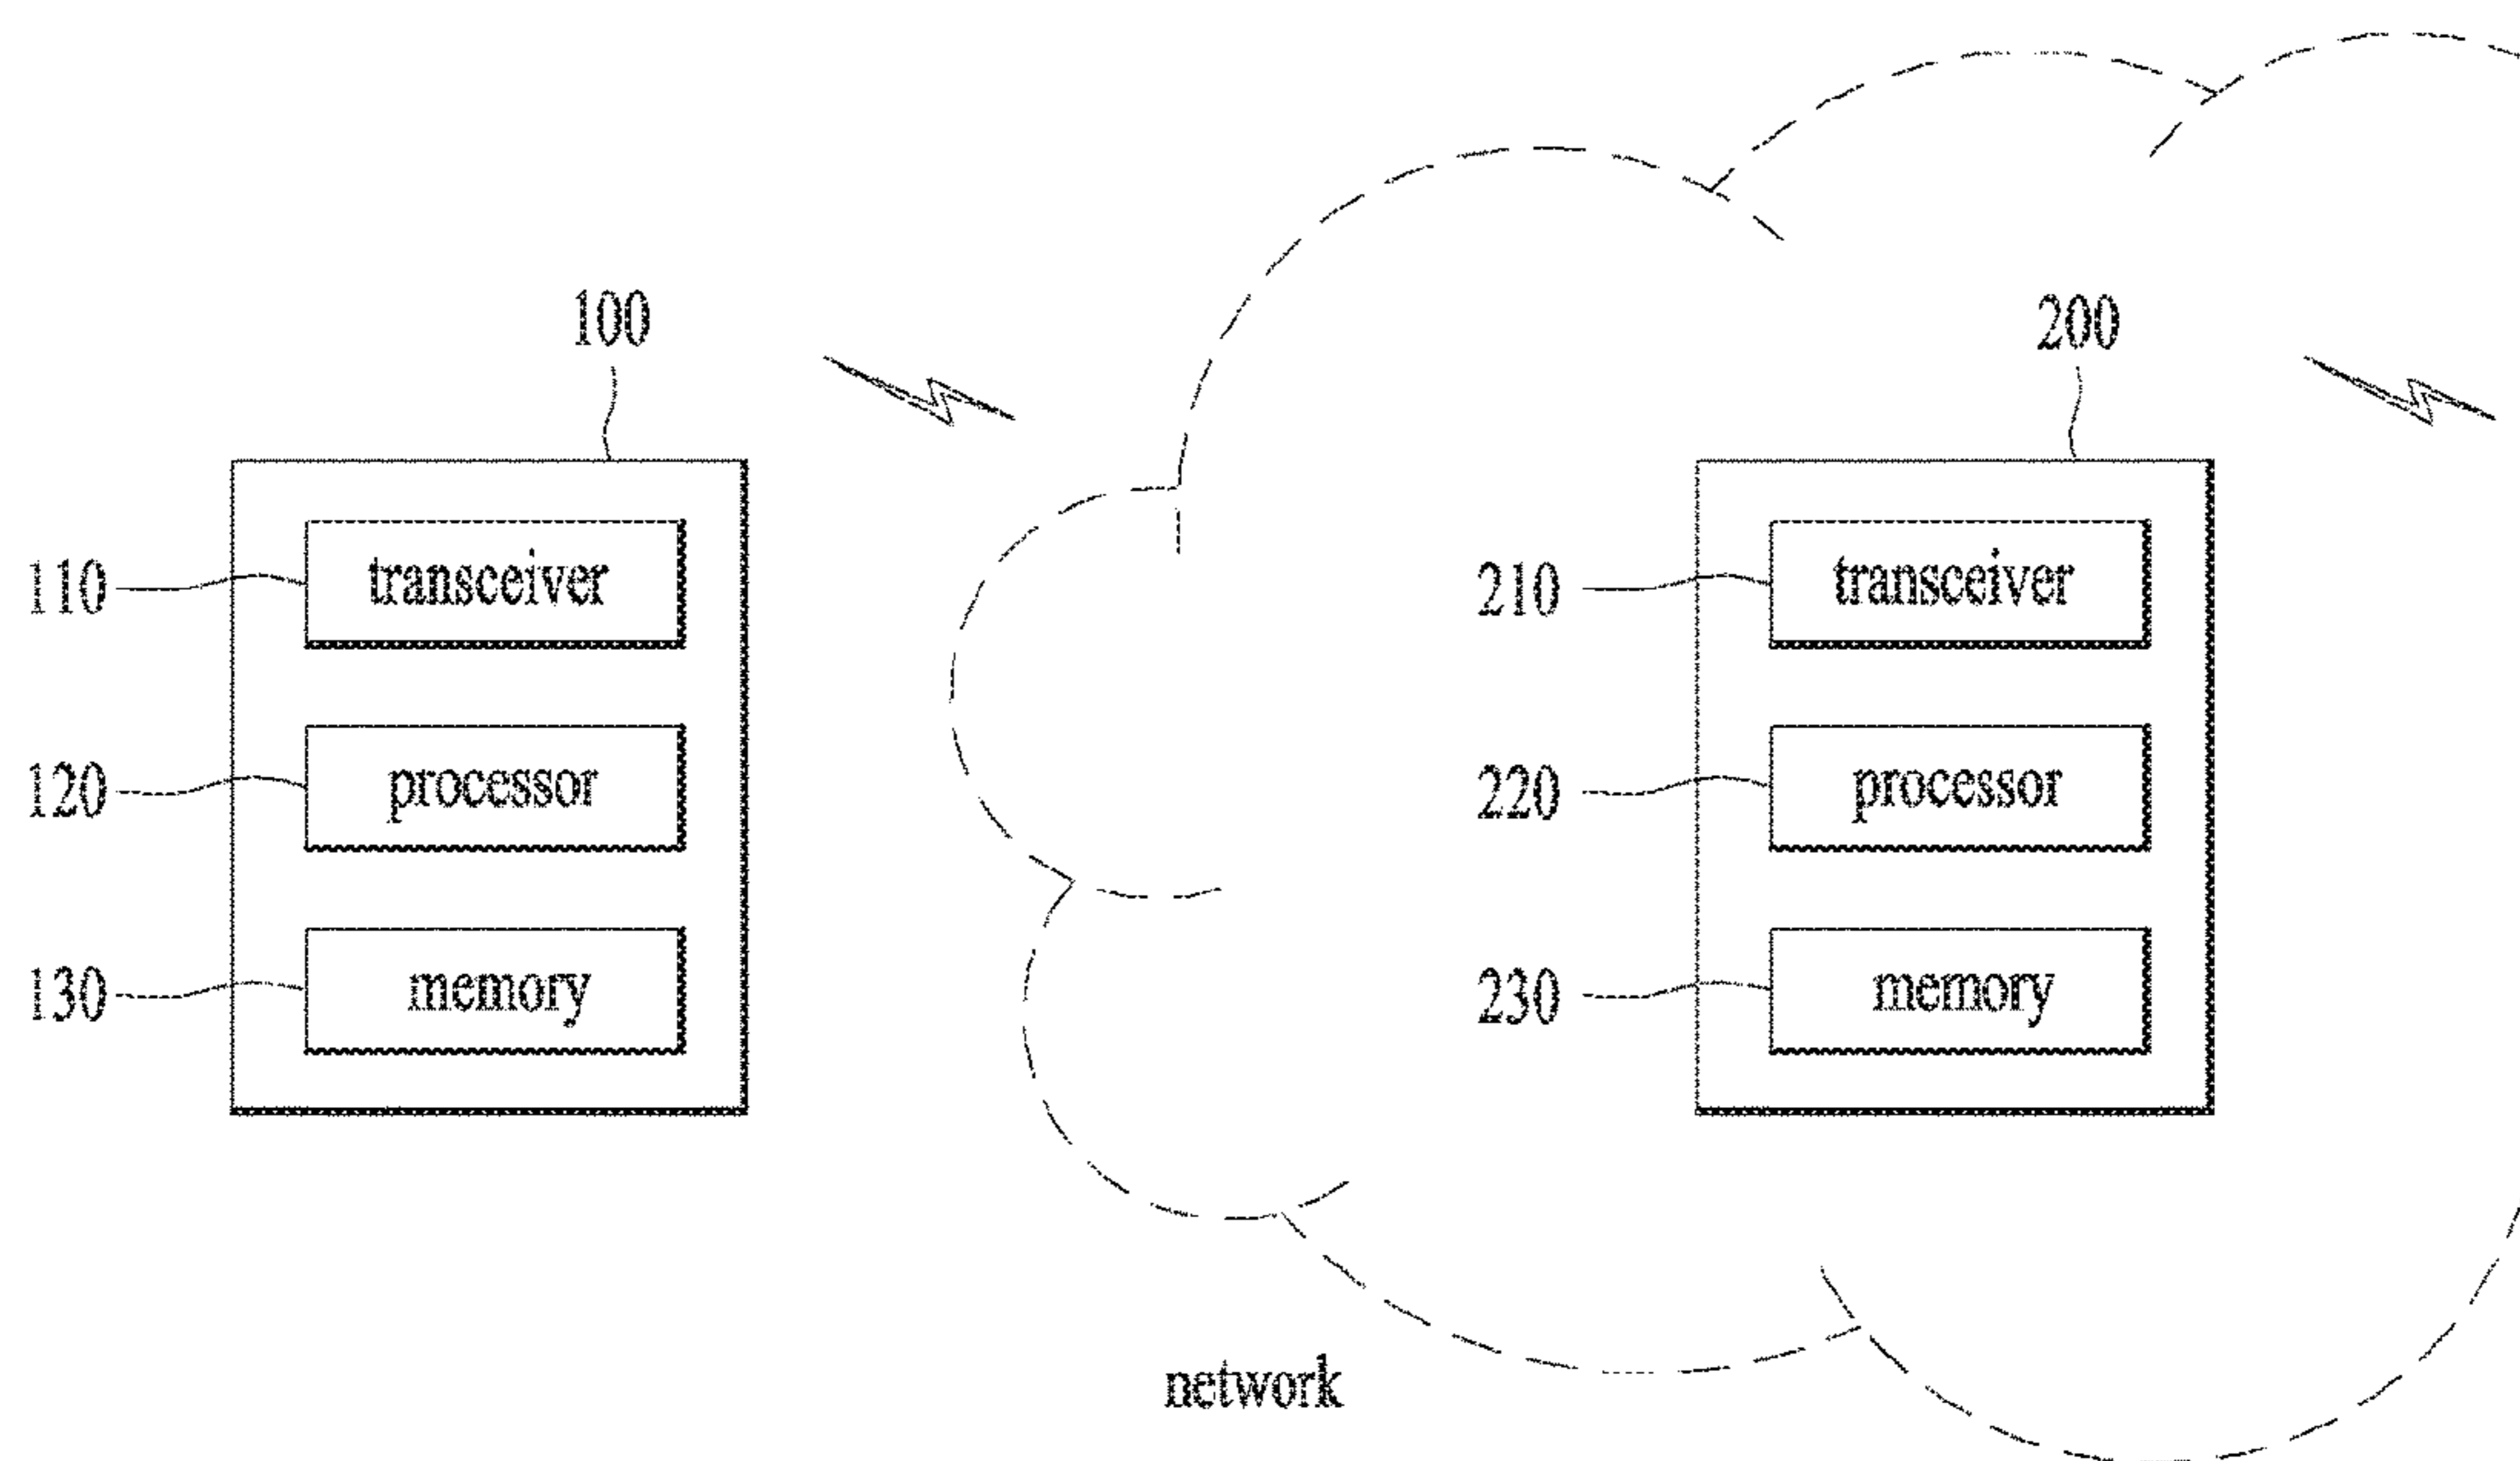 100
200
110 transceiver
210 transceiver
120 processor
220 processor
130 memory
230 memory
network